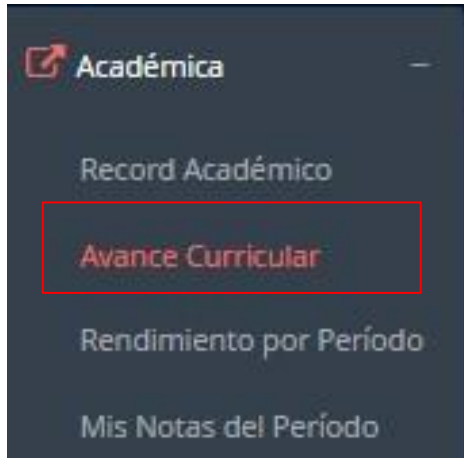 Académica
Record Académico
Avance Curricular
Rendimiento por Período
Mis Notas del Período